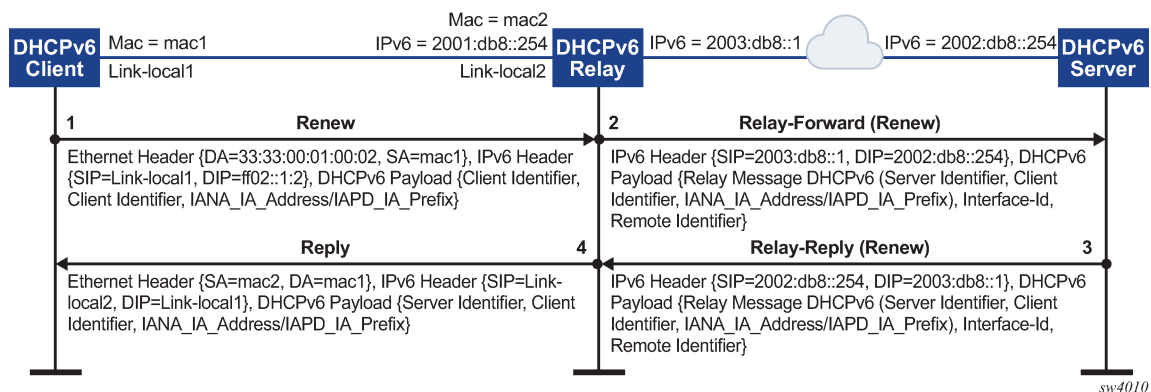 DHCPv6
Client
Mac = mac1
Link-local1
Mac = mac2
IPv6 = 2001:db8::254
Link-local2
DHCPv6
Relay
IPv6 = 2003:db8::1
IPv6 = 2002:db8::254
DHCPv6
Server
1
Renew
Ethernet Header {DA=33:33:00:01:00:02, SA=mac1}, IPv6 Header
{SIP=Link-local1, DIP=ff02::1:2}, DHCPv6 Payload {Client Identifier,
Client Identifier, IANA_IA_Address/IAPD_IA_Prefix}
2
Relay-Forward (Renew)
IPv6 Header {SIP=2003:db8::1, DIP=2002:db8::254}, DHCPv6
Payload {Relay Message DHCPv6 (Server Identifier, Client
Identifier, IANA_IA_Address/IAPD_IA_Prefix), Interface-Id,
Remote Identifier}
Reply
4
Ethernet Header {SA=mac2, DA=mac1}, IPv6 Header {SIP=Link-
local2, DIP=Link-local1}, DHCPv6 Payload {Server Identifier, Client
Identifier, IANA_IA_Address/IAPD_IA_Prefix}
Relay-Reply (Renew)
3
IPv6 Header {SIP=2002:db8::254, DIP=2003:db8::1}, DHCPv6
Payload {Relay Message DHCPv6 (Server Identifier, Client
Identifier, IANA_IA_Address/IAPD_IA_Prefix), Interface-Id,
Remote Identifier}
sw4010